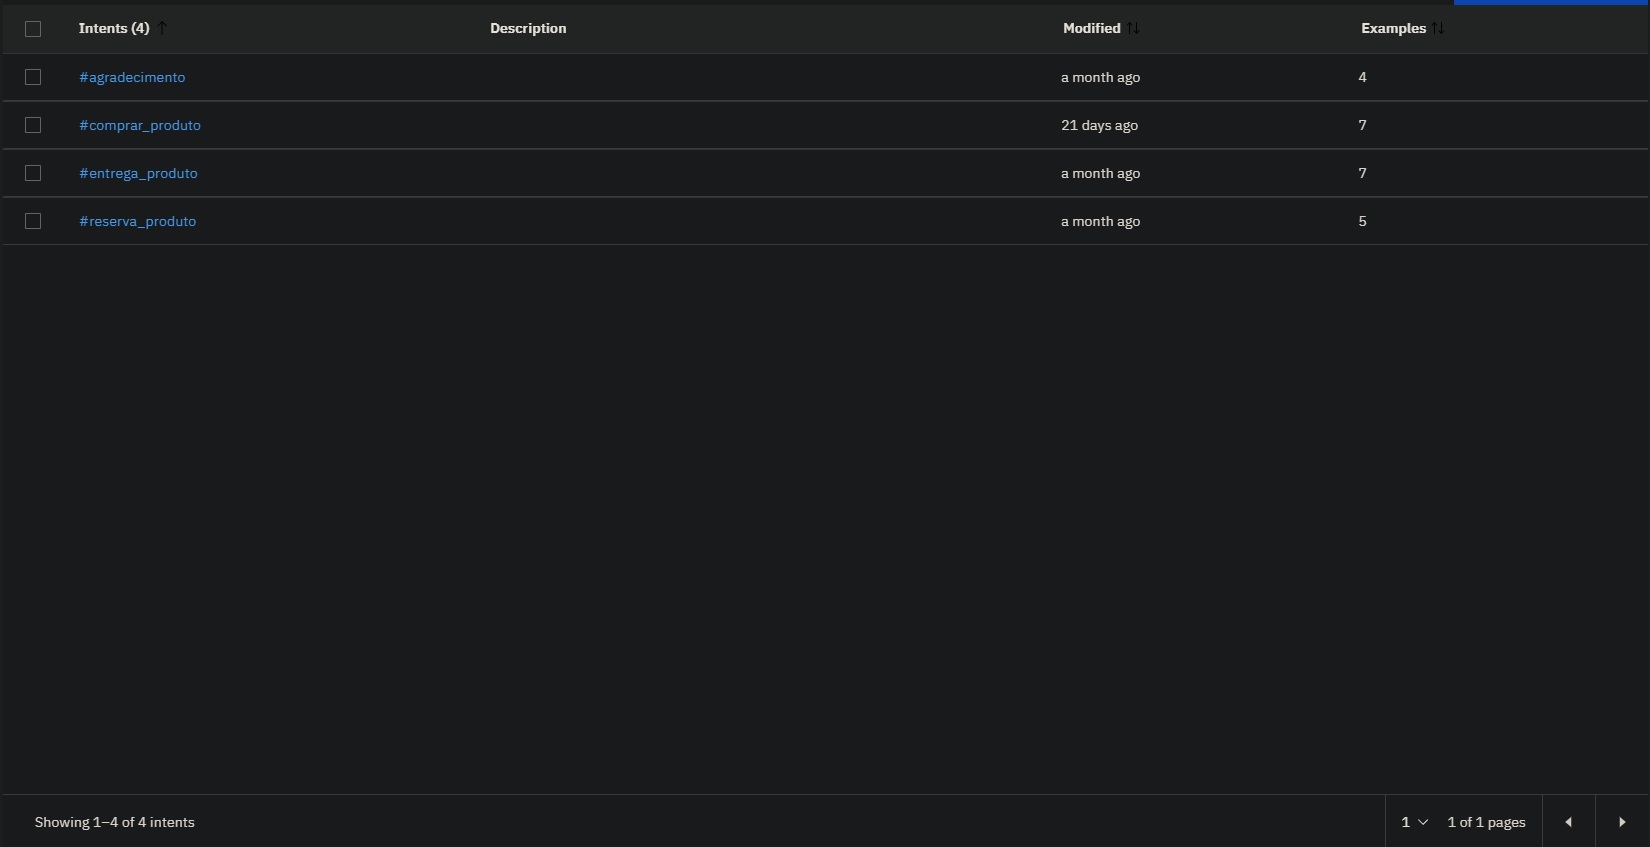 Intents (4) Description Modified Examples
#agradecimento a month ago 4
#comprar_produto 21 days ago 7
#entrega_produto a month ago 7
#reserva_produto a month ago 5
Showing 1–4 of 4 intents 1 1 of 1 pages